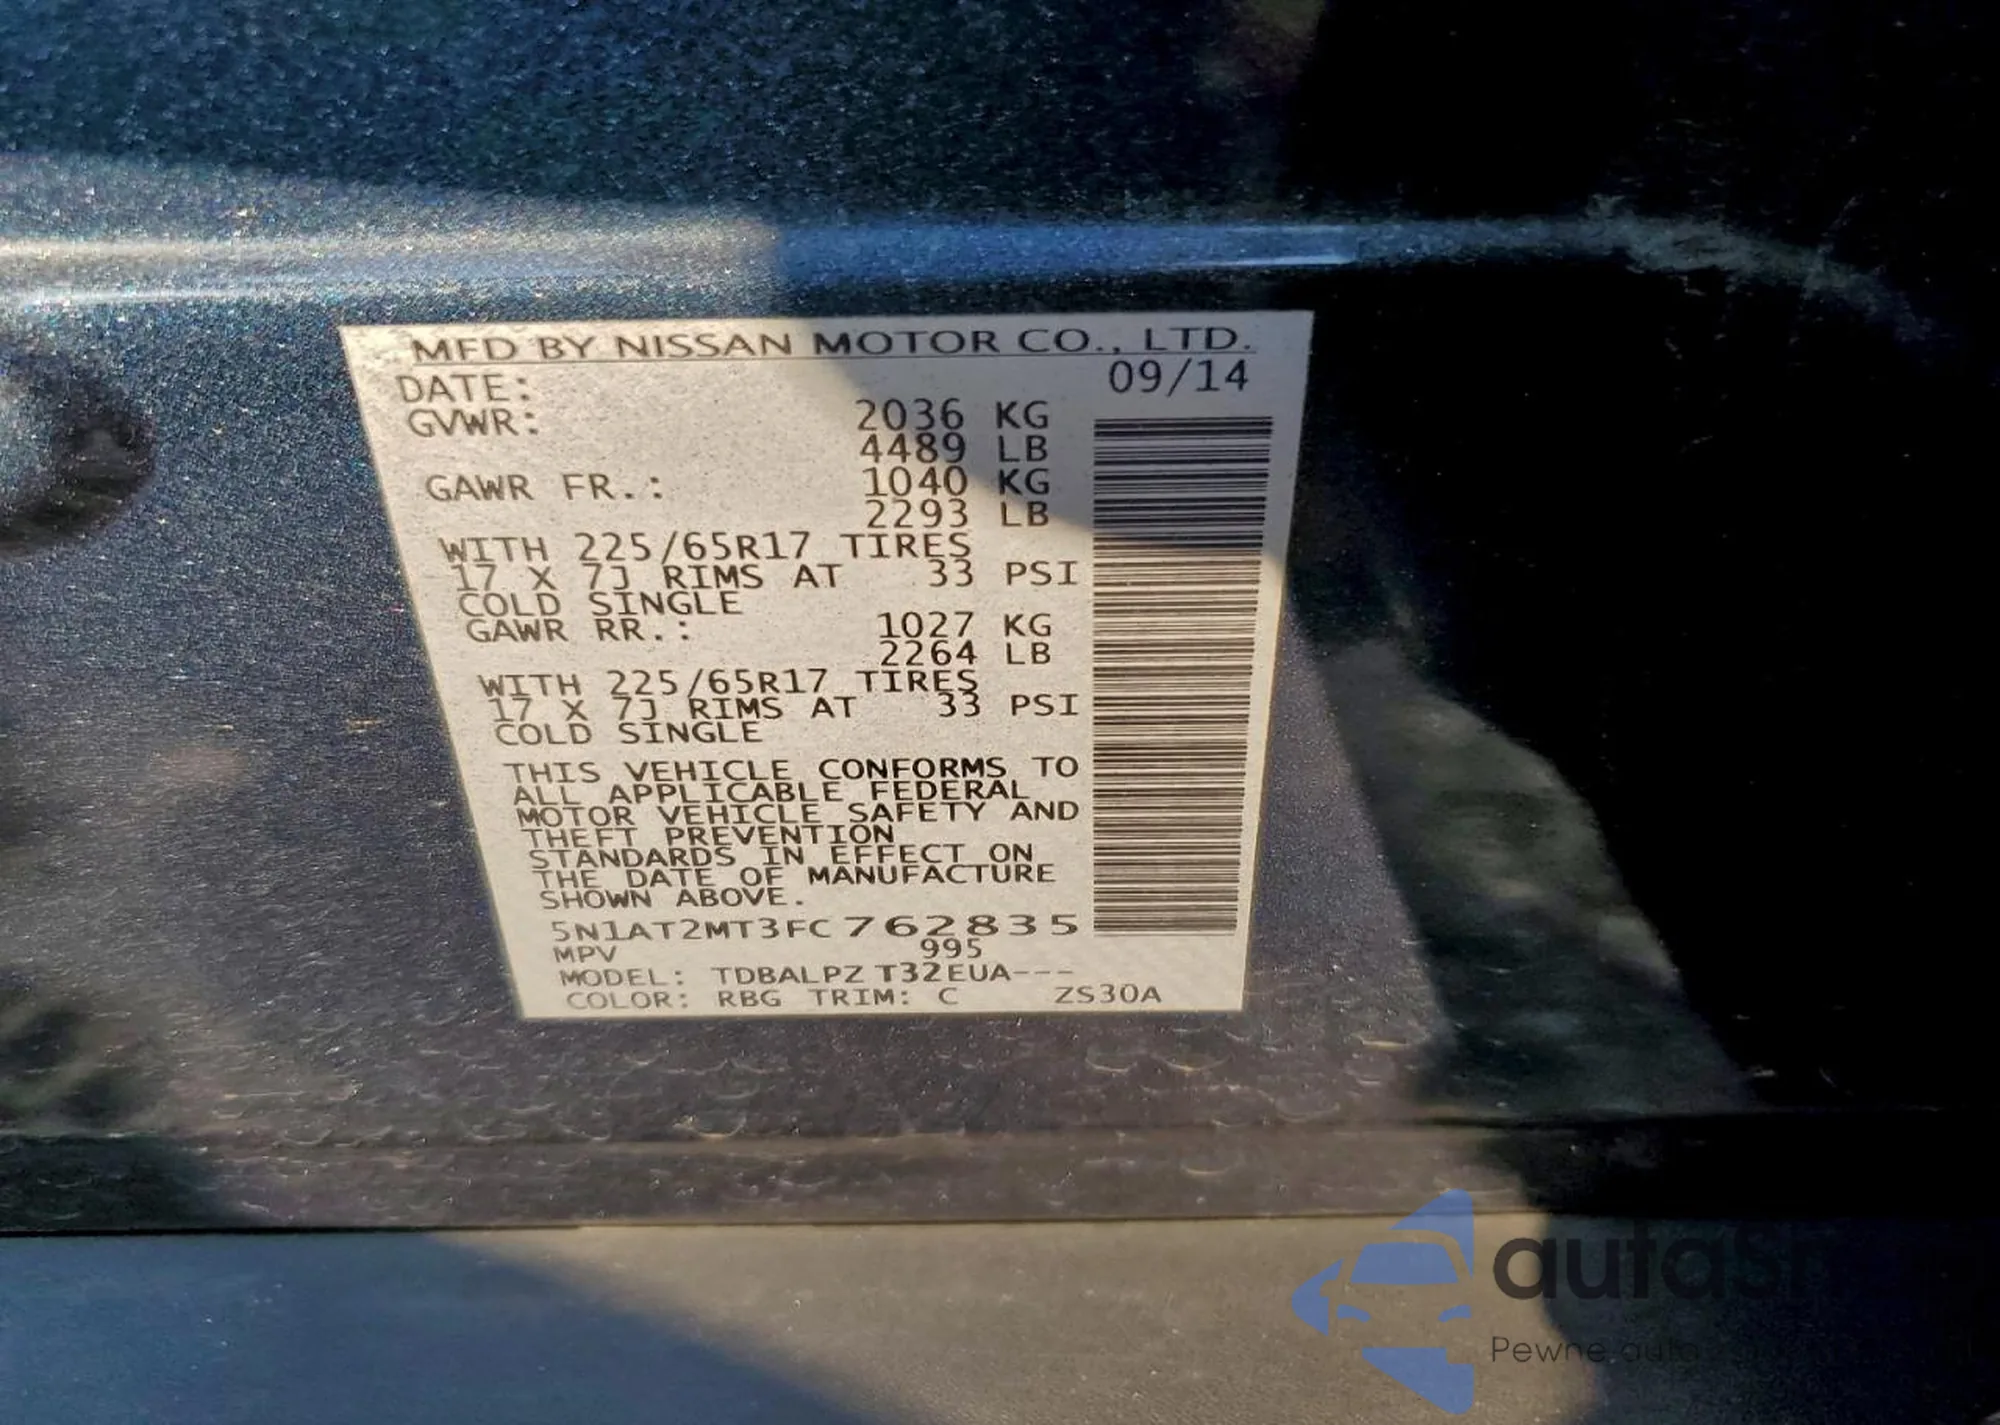 MFD BY NISSAN MOTOR CO., LTD.
DATE: 09/14
GVWR: 2036 KG
4489 LB
GAWR FR.: 1040 KG
2293 LB
WITH 225/65R17 TIRES
17 X 7J RIMS AT 33 PSI
COLD SINGLE
GAWR RR.: 1027 KG
2264 LB
WITH 225/65R17 TIRES
17 X 7J RIMS AT 33 PSI
COLD SINGLE
THIS VEHICLE CONFORMS TO
ALL APPLICABLE FEDERAL
MOTOR VEHICLE SAFETY AND
THEFT PREVENTION
STANDARDS IN EFFECT ON
THE DATE OF MANUFACTURE
SHOWN ABOVE.
5N1AT2MT3FC762835
MPV 995
MODEL: TDBALPZ T32EUA---
COLOR: RBG TRIM: C ZS30A
Pewne auta